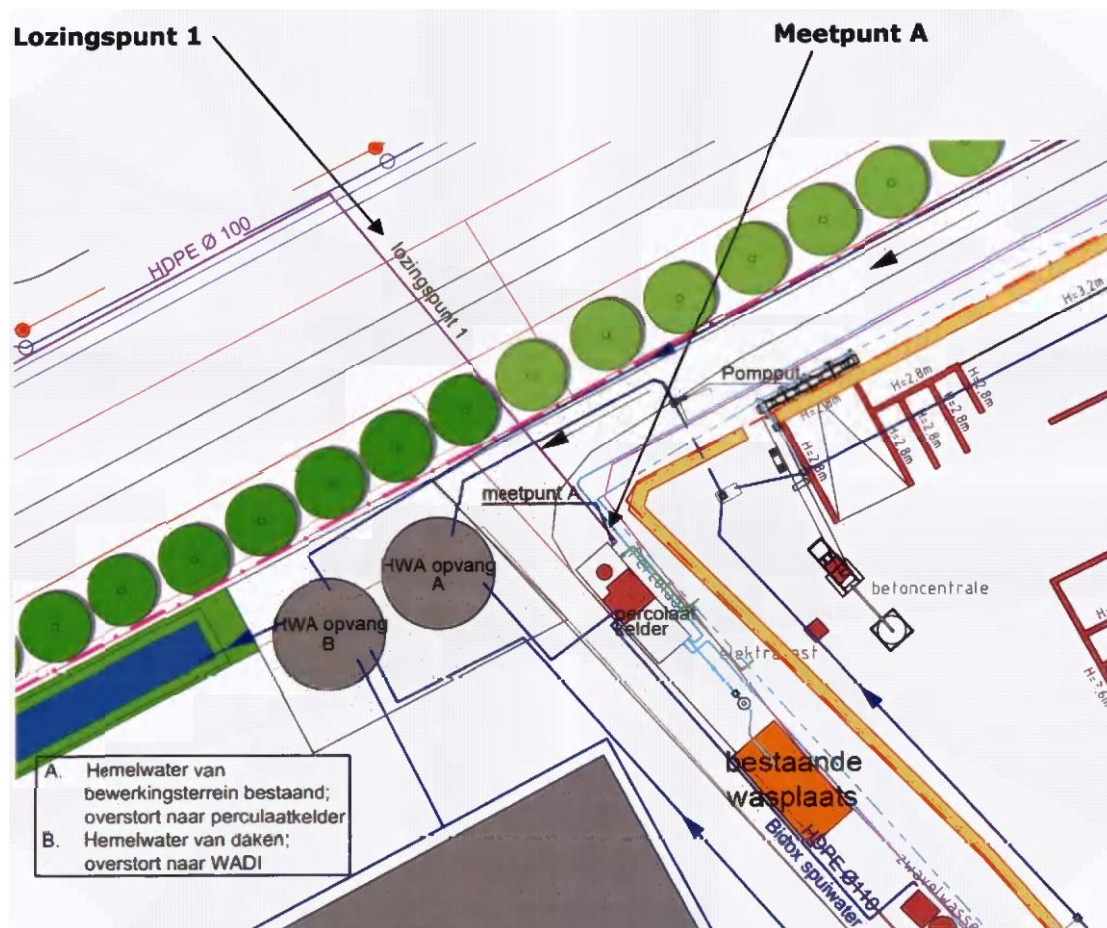 Lozingspunt 1
Meetpunt A
HDPE Ø 100
lozingspunt 1
H=3.2m
Pompput
H=2.8m
H=2.8m
H=2.8m
H=2.8m
H=2.8m
H=2.8m
meetpunt A
HWA opvang
A
percolaat
kelder
betoncentrale
HWA opvang
B
bestaande
wasplaats
A. Hemelwater van
bewerkingsterrein bestaand;
overstort naar perculaatkelder
B. Hemelwater van daken;
overstort naar WADI
HDPE Ø110
Bidox spuiwater